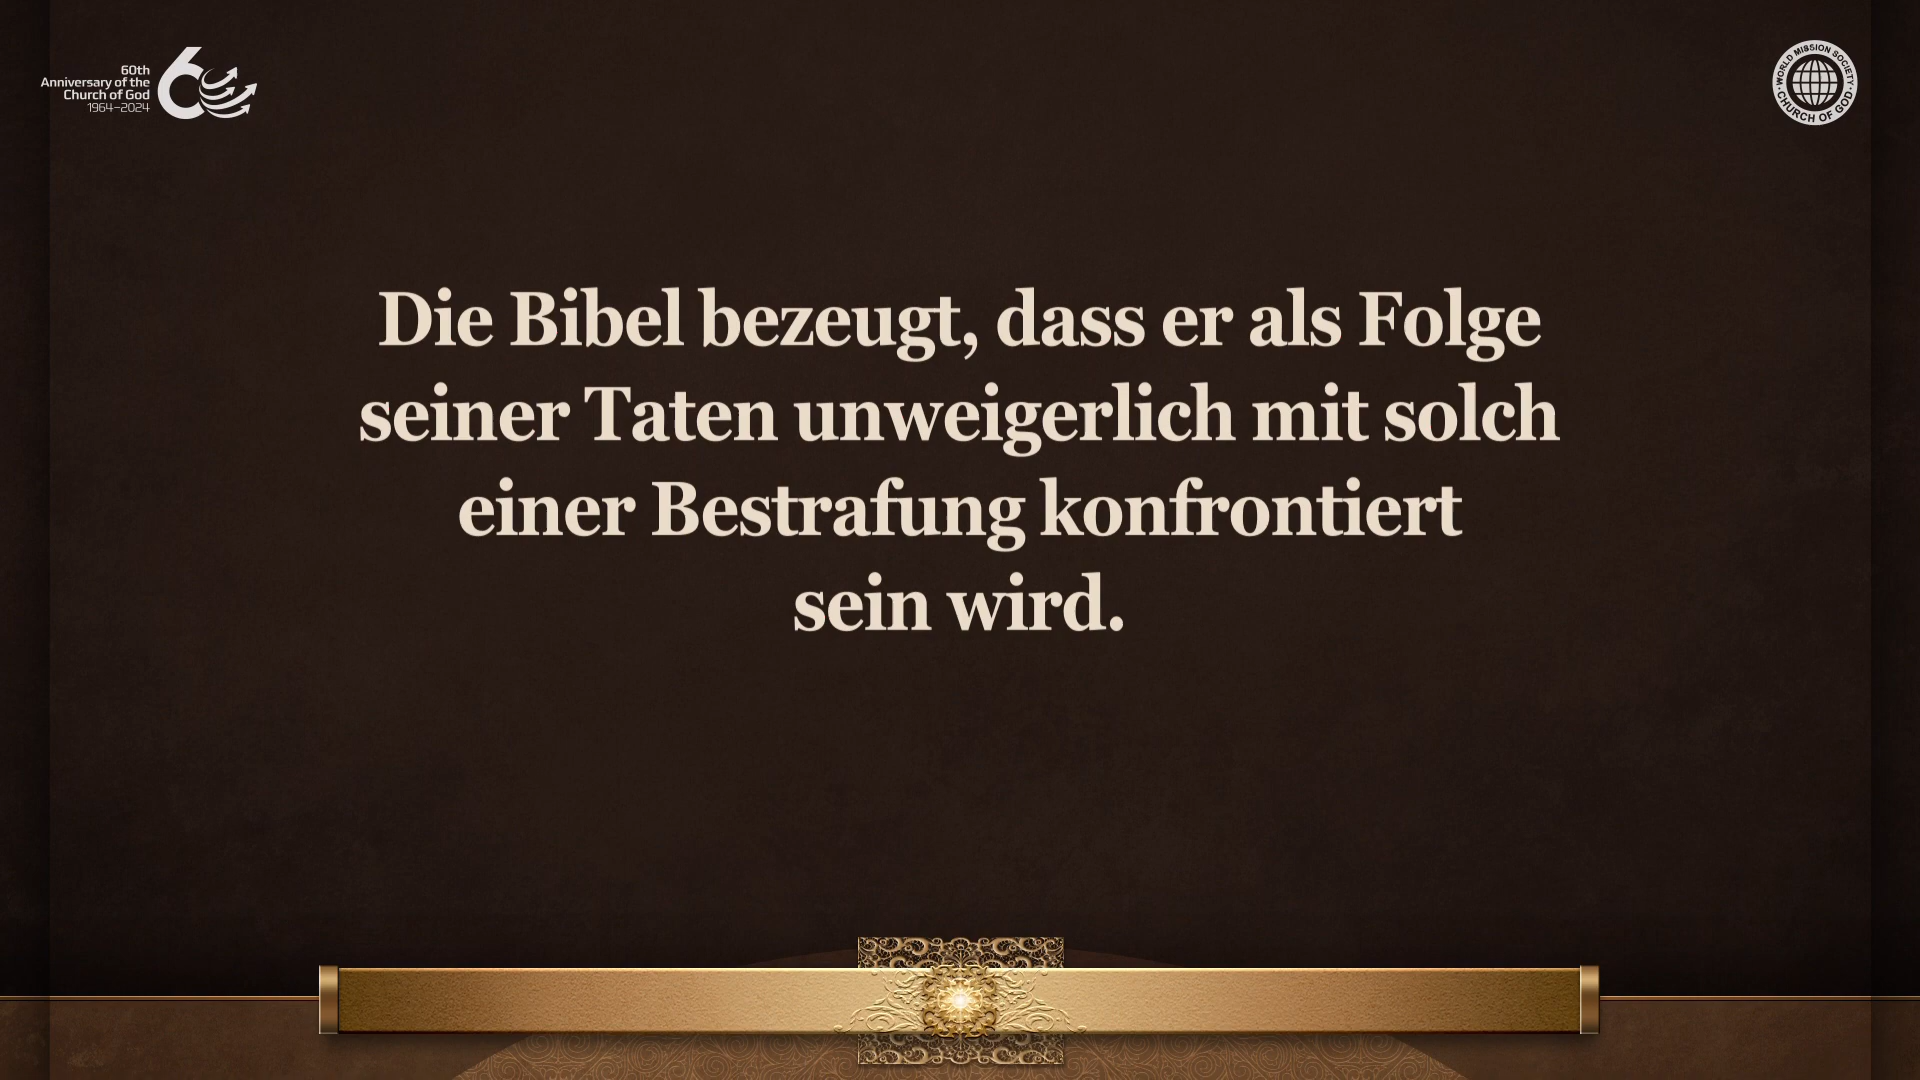 60th
Anniversary of the
Church of God
1964–2024
60
WORLD MISSION SOCIETY
CHURCH OF GOD
Die Bibel bezeugt, dass er als Folge
seiner Taten unweigerlich mit solch
einer Bestrafung konfrontiert
sein wird.